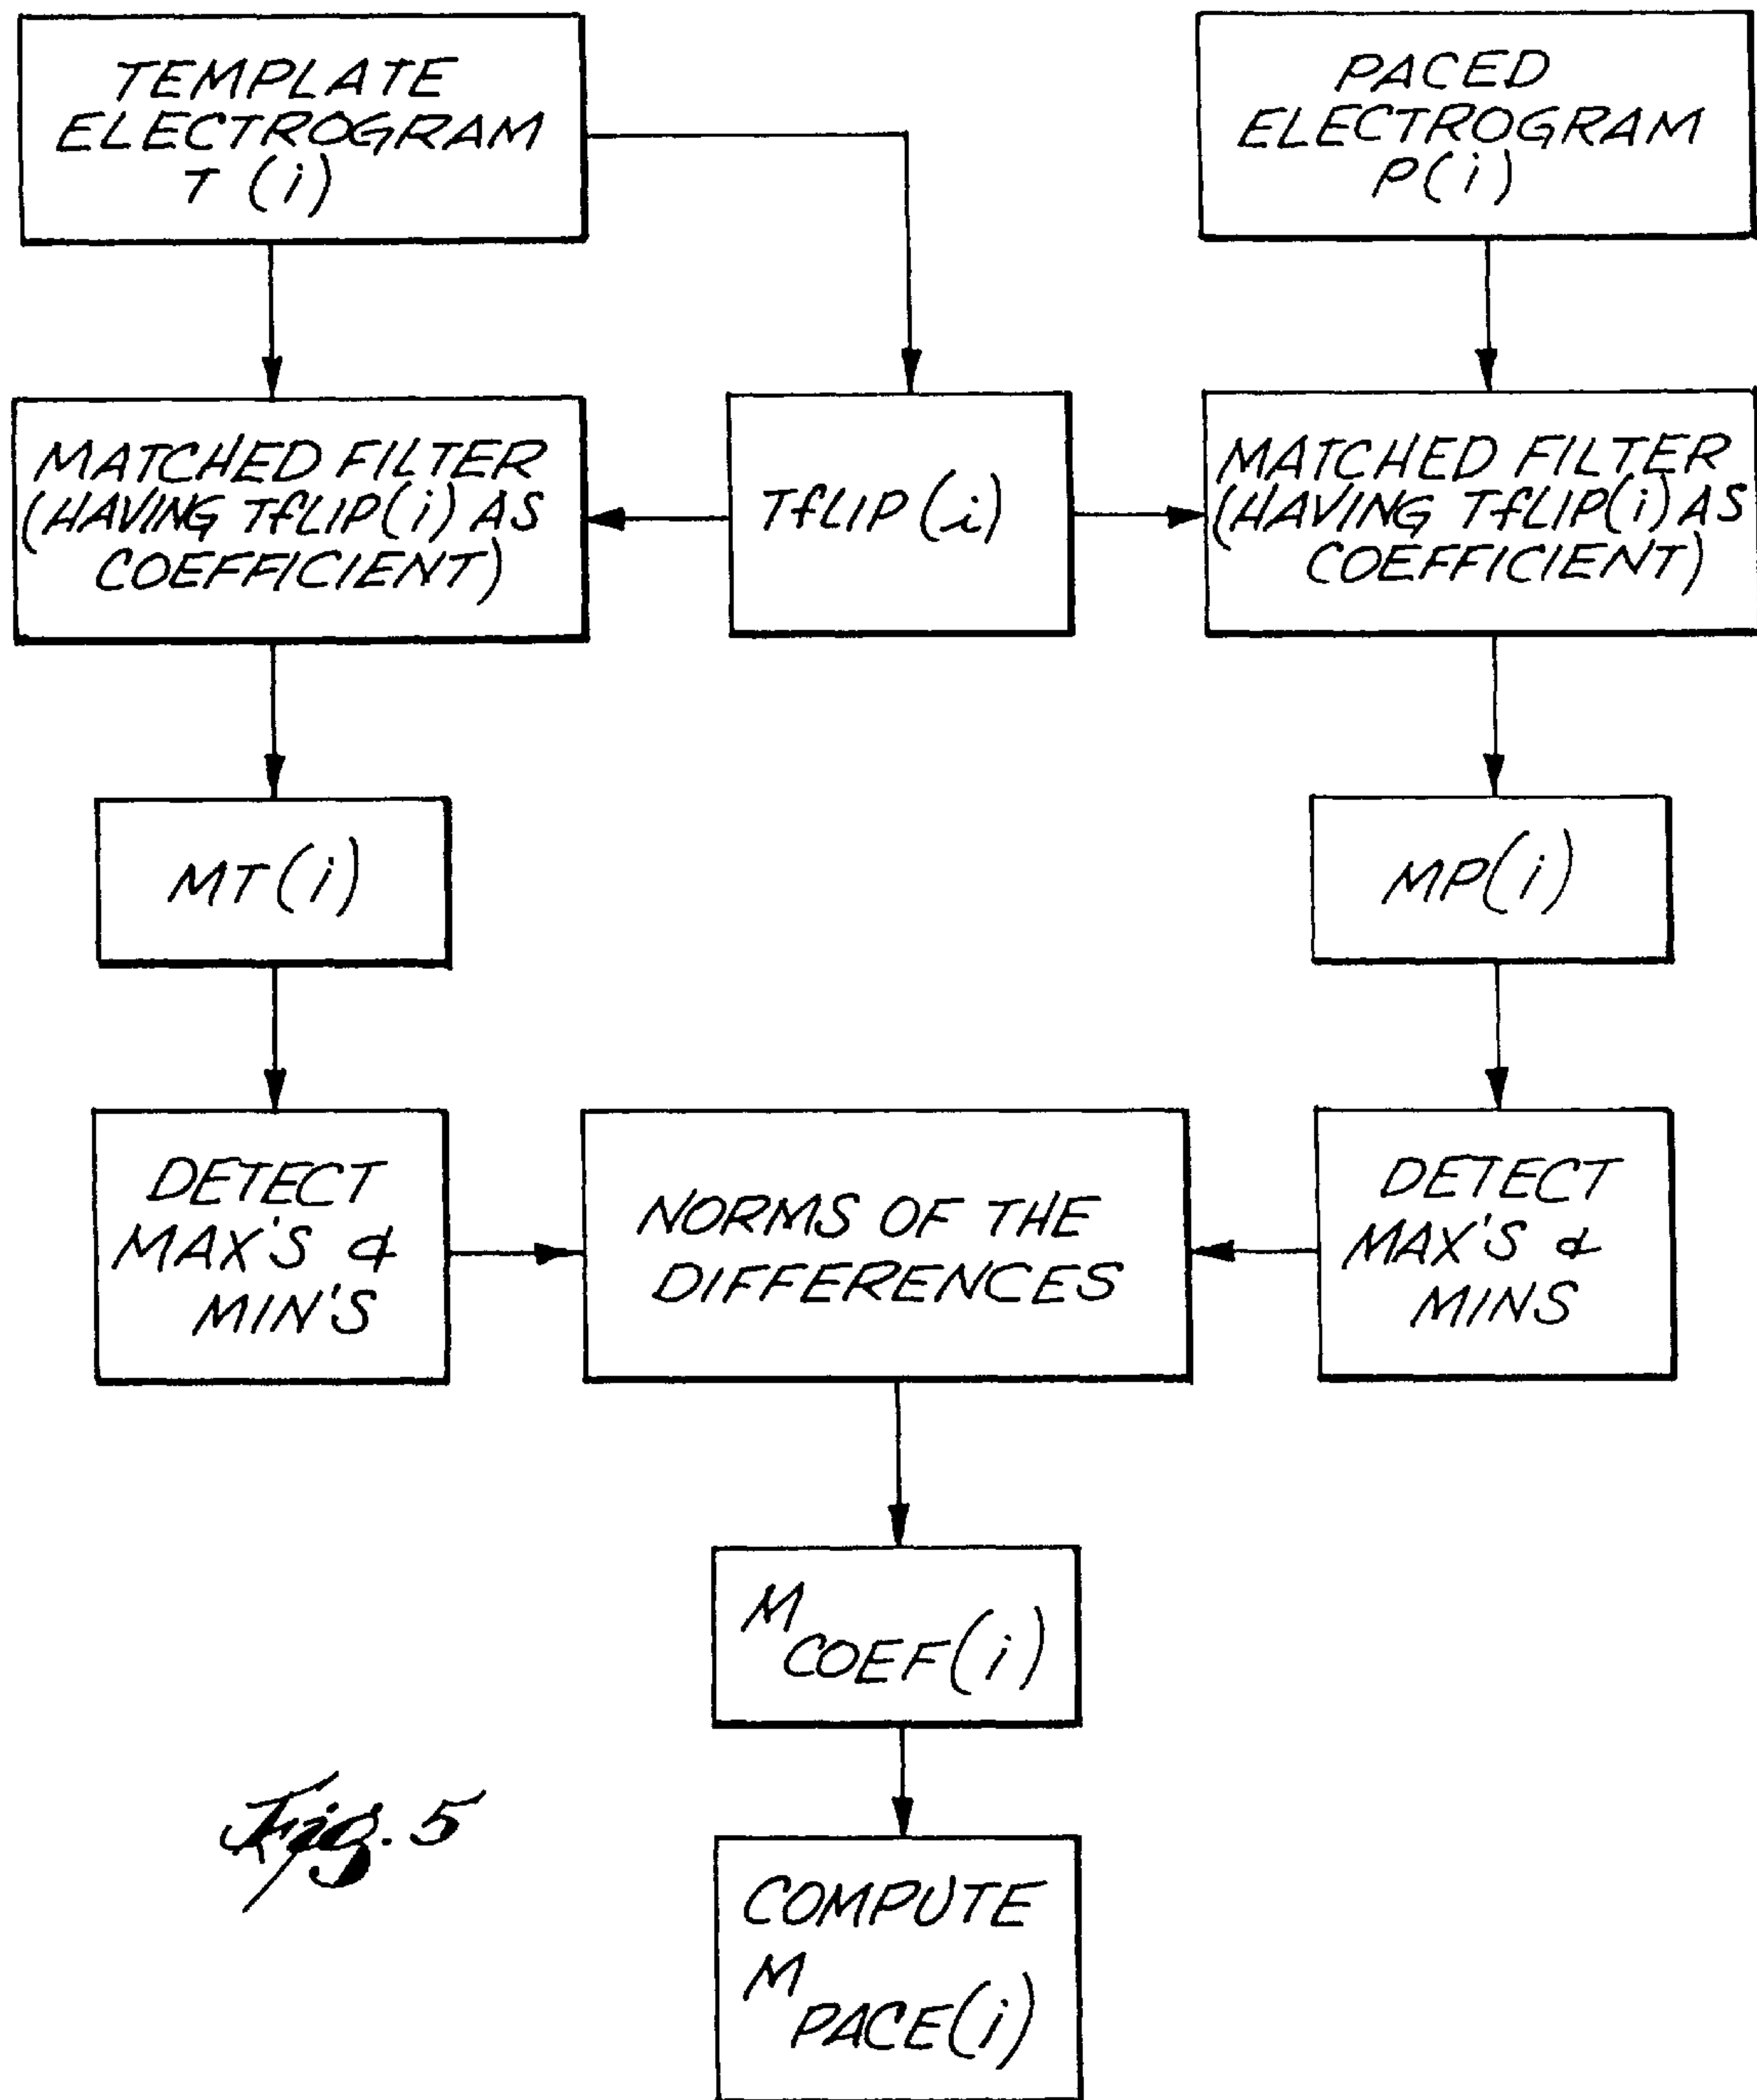 TEMPLATE
ELECTROGRAM
T (i)
PACED
ELECTROGRAM
P(i)
MATCHED FILTER
(HAVING TfLIP(i) AS
COEFFICIENT)
TfLIP(i)
MATCHED FILTER
(HAVING TfLIP(i) AS
COEFFICIENT)
MT(i)
MP(i)
DETECT
MAX'S &
MIN'S
NORMS OF THE
DIFFERENCES
DETECT
MAX'S &
MINS
M
COEF(i)
COMPUTE
M
PACE(i)
Fig. 5